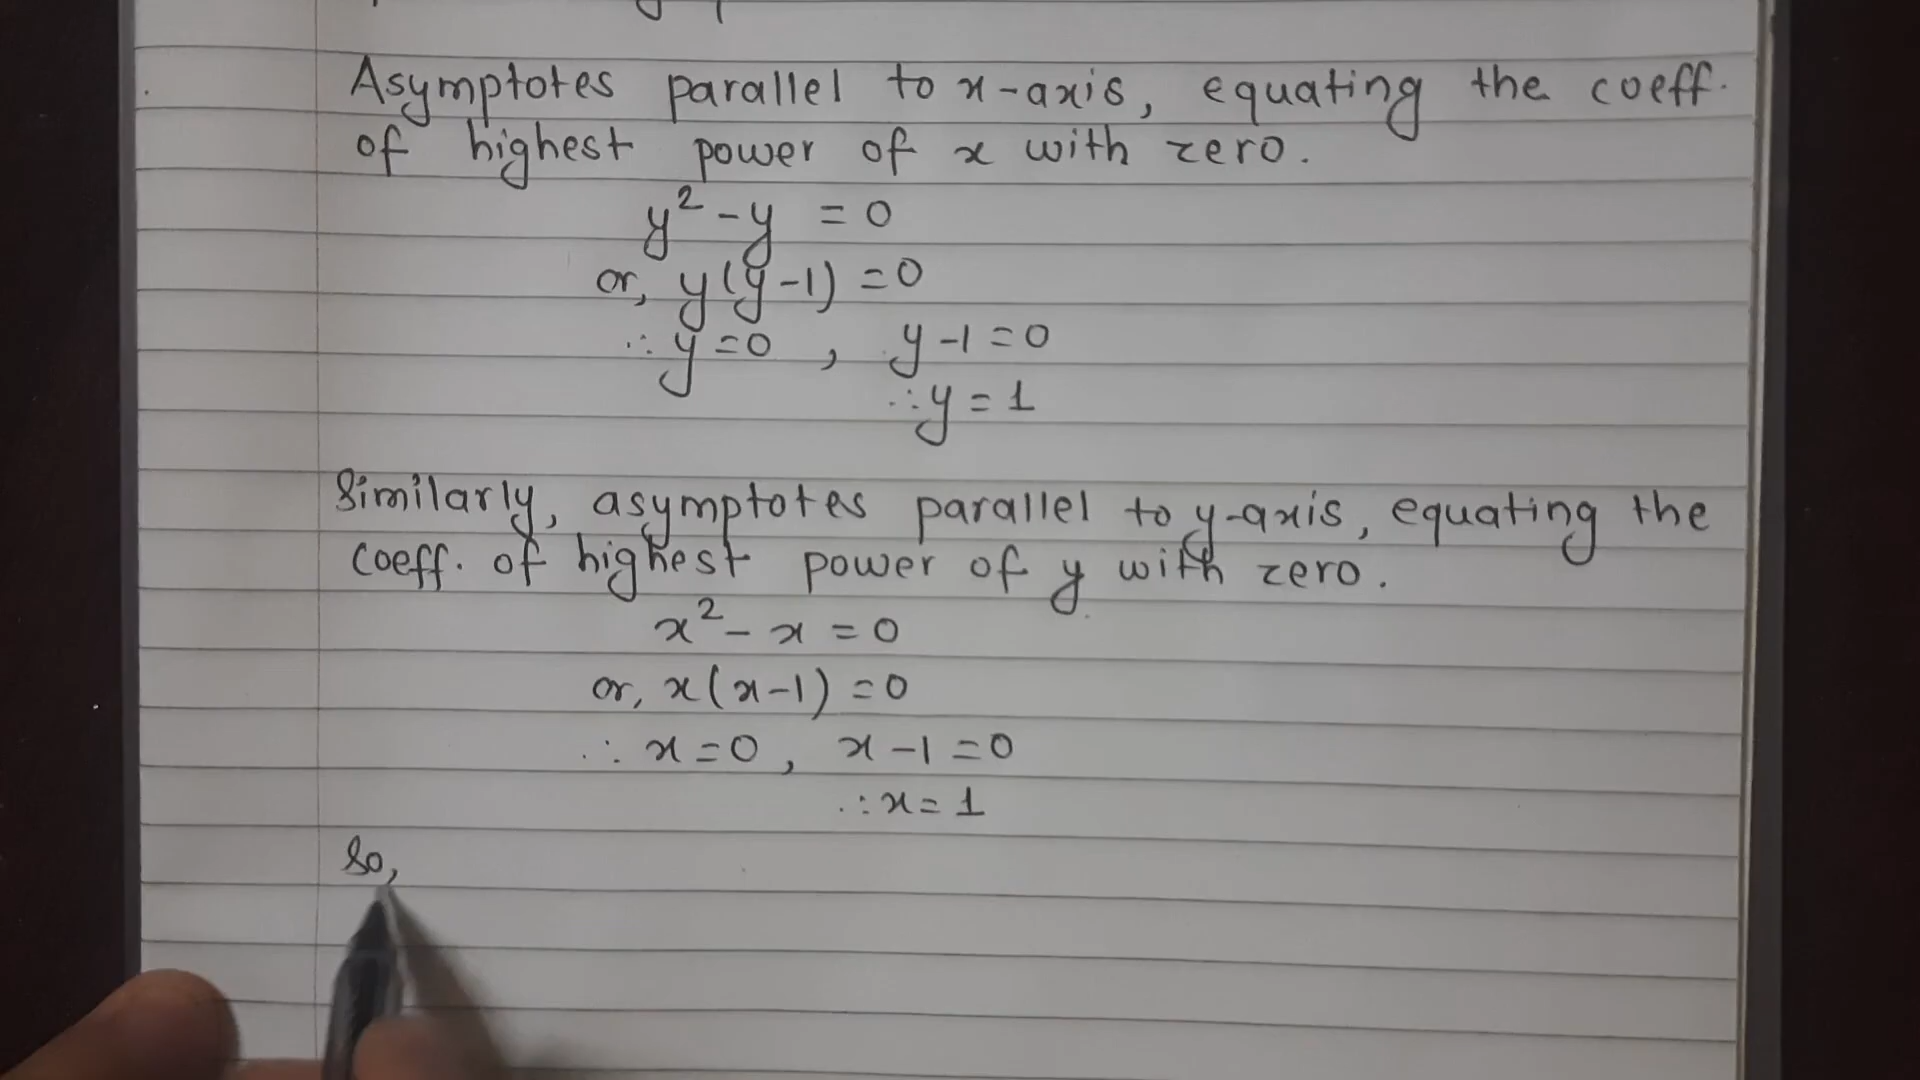 Asymptotes parallel to x-axis, equating the coeff.
of highest power of x with zero.
y² - y = 0
or, y(y-1) = 0
∴ y = 0 , y - 1 = 0
∴ y = 1
Similarly, asymptotes parallel to y-axis, equating the
coeff. of highest power of y with zero.
x² - x = 0
or, x(x-1) = 0
∴ x = 0 , x - 1 = 0
∴ x = 1
So,